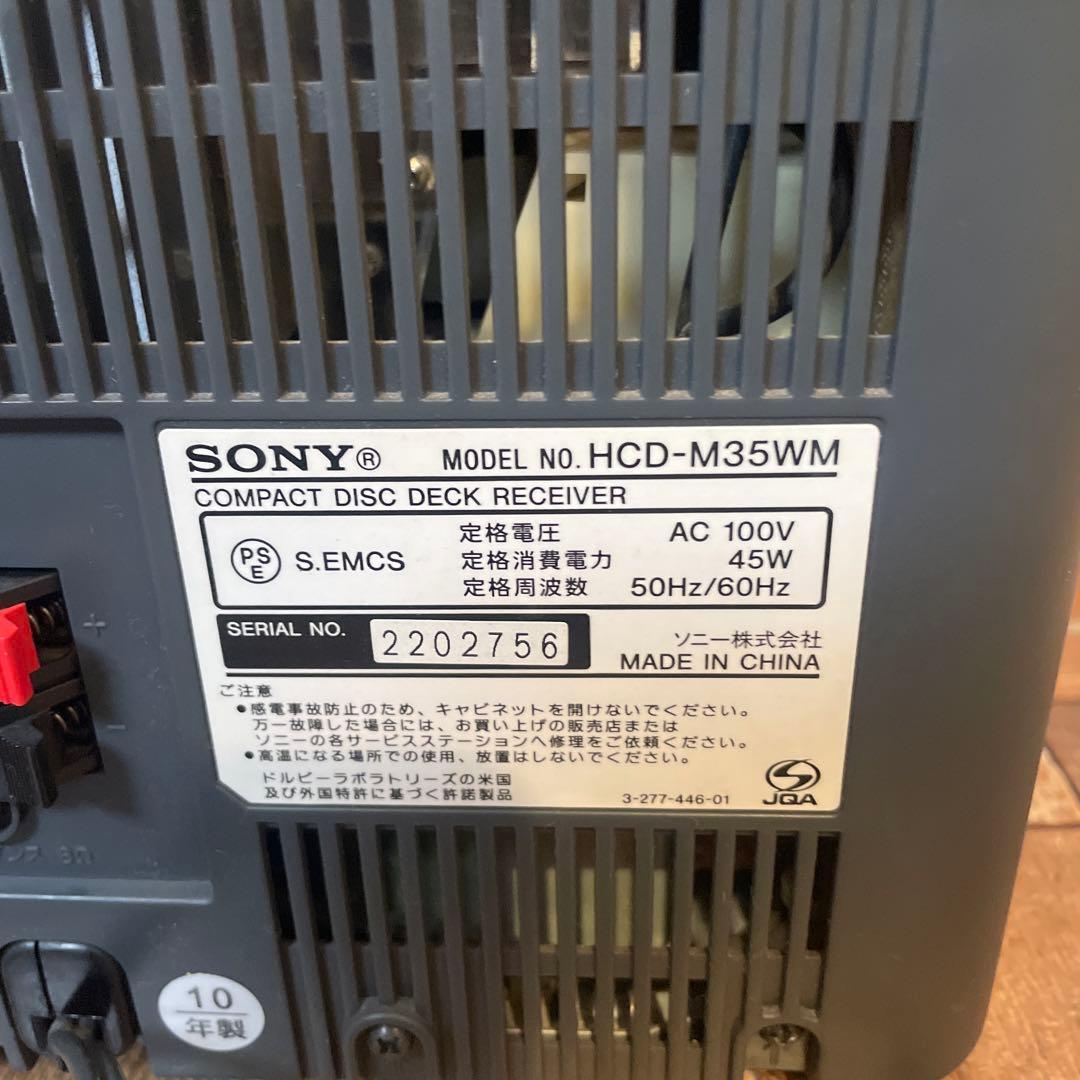 SONY® MODEL NO. HCD-M35WM
COMPACT DISC DECK RECEIVER
PSE S.EMCS
定格電圧 AC 100V
定格消費電力 45W
定格周波数 50Hz/60Hz
SERIAL NO. 2202756
ソニー株式会社
MADE IN CHINA
ご注意
●感電事故防止のため、キャビネットを開けないでください。
万一故障した場合には、お買い上げの販売店または
ソニーの各サービスステーションへ修理をご依頼ください。
●高温になる場所での使用、放置はしないでください。
ドルビーラボラトリーズの米国
及び外国特許に基づく許諾製品
3-277-446-01
JQA
+
−
10
年製